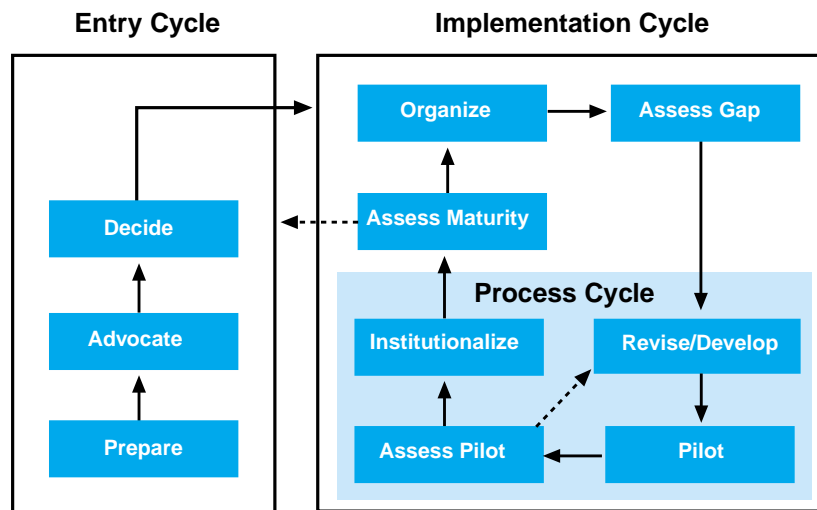 Entry Cycle
Implementation Cycle
Organize
Assess Gap
Decide
Assess Maturity
Process Cycle
Advocate
Institutionalize
Revise/Develop
Prepare
Assess Pilot
Pilot